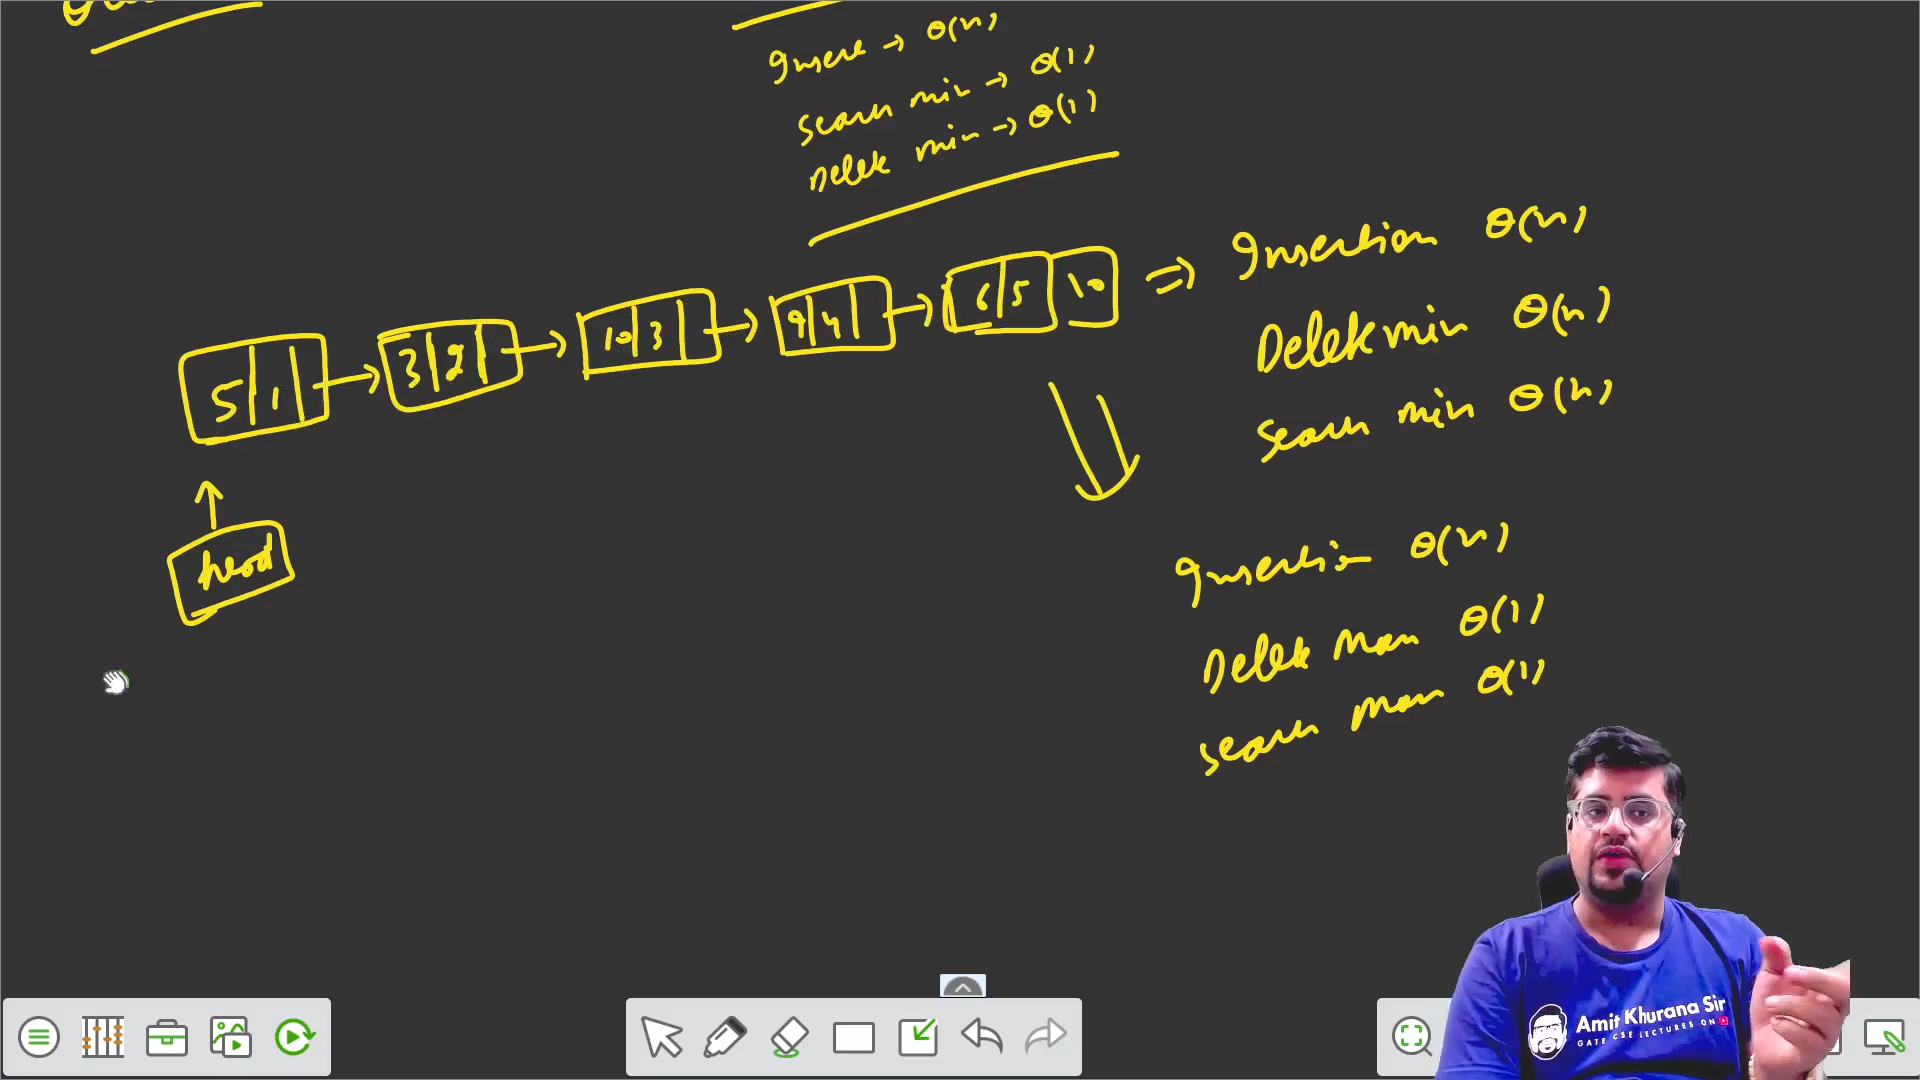 Insert → θ(n)
Search min → θ(1)
Delete min → θ(1)
5 | 1
3 | 2
10 | 3
9 | 4
6 | 5
10
⇒ Insertion θ(n)
Delete min θ(n)
Search min θ(n)
head
Insertion θ(n)
Delete max θ(1)
Search max θ(1)
Amit Khurana Sir
GATE CSE LECTURES ON